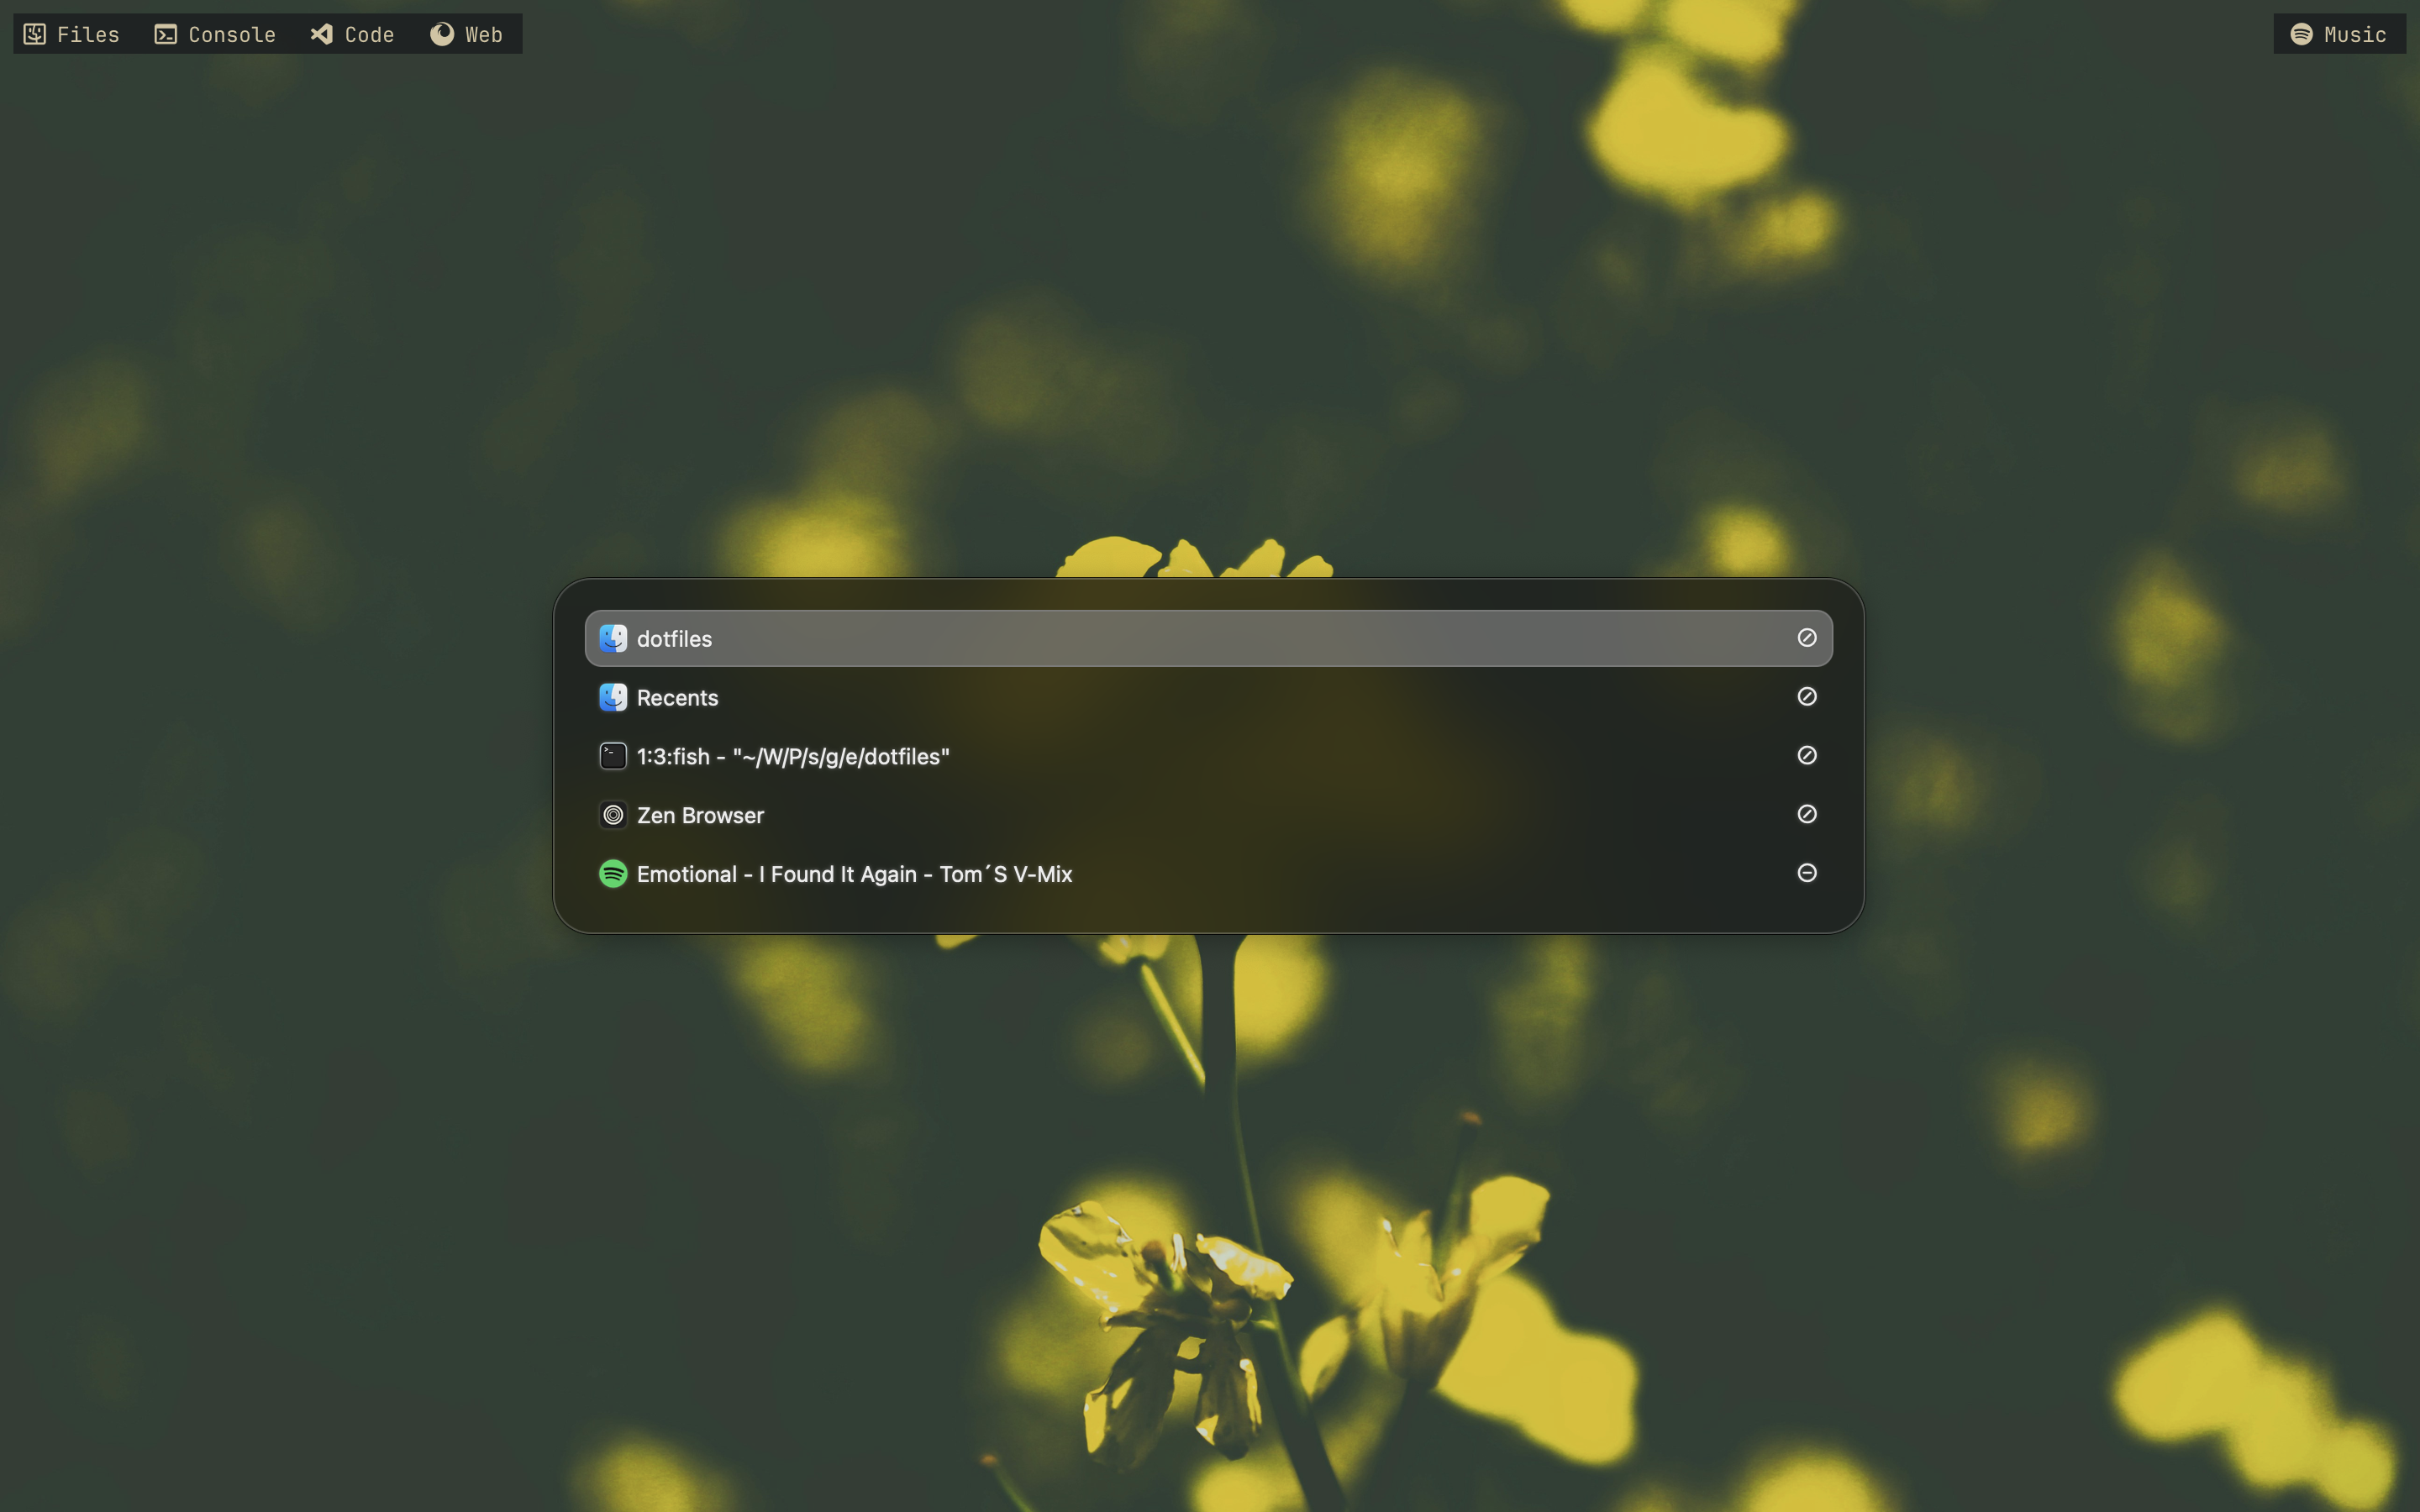 Files Console Code Web Music
dotfiles
Recents
1:3:fish - "~/W/P/s/g/e/dotfiles"
Zen Browser
Emotional - I Found It Again - Tom´S V-Mix